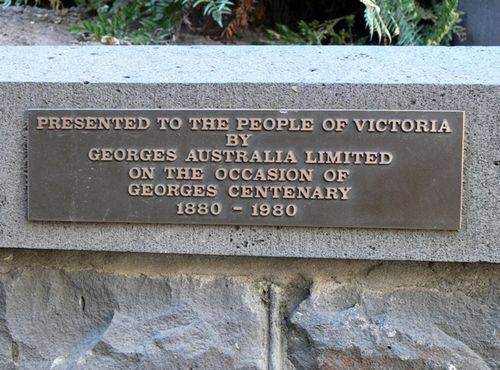 PRESENTED TO THE PEOPLE OF VICTORIA
BY
GEORGES AUSTRALIA LIMITED
ON THE OCCASION OF
GEORGES CENTENARY
1880 - 1980